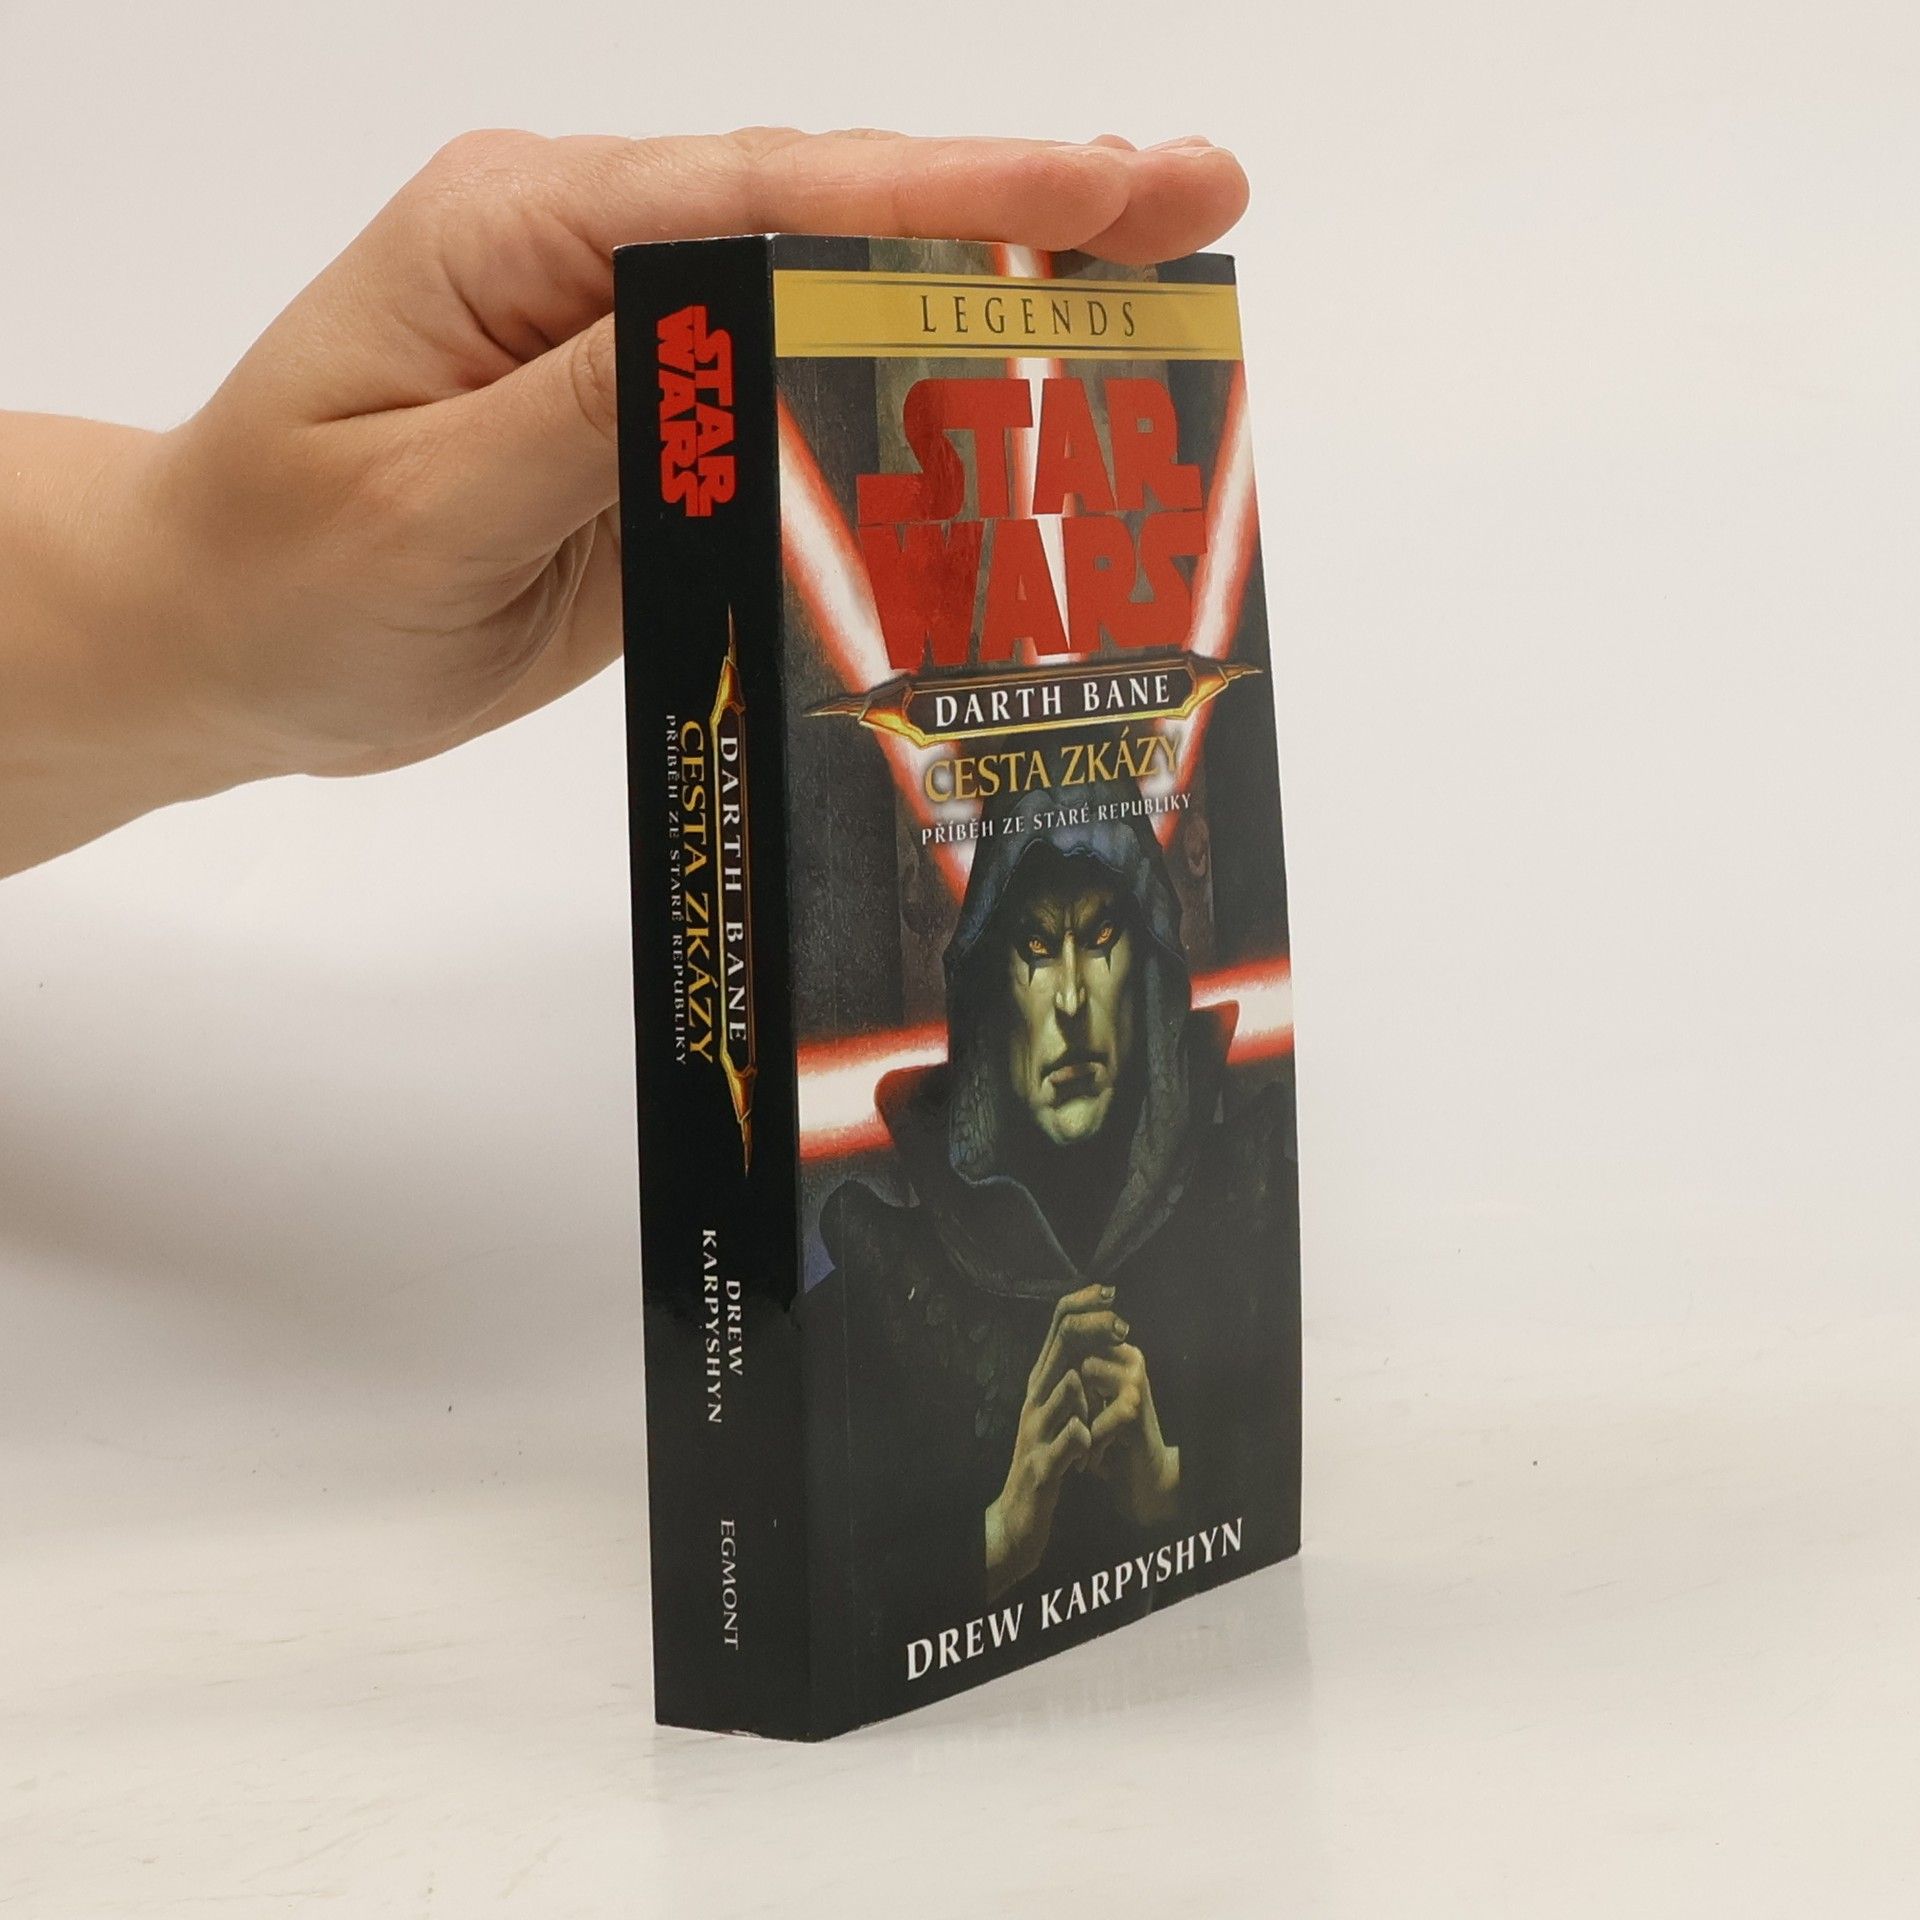 STAR
WARS
DARTH BANE
CESTA ZKÁZY
PŘÍBĚH ZE STARÉ REPUBLIKY
DREW
KARPYSHYN
EGMONT
LEGENDS
STAR
WARS
DARTH BANE
CESTA ZKÁZY
PŘÍBĚH ZE STARÉ REPUBLIKY
DREW KARPYSHYN